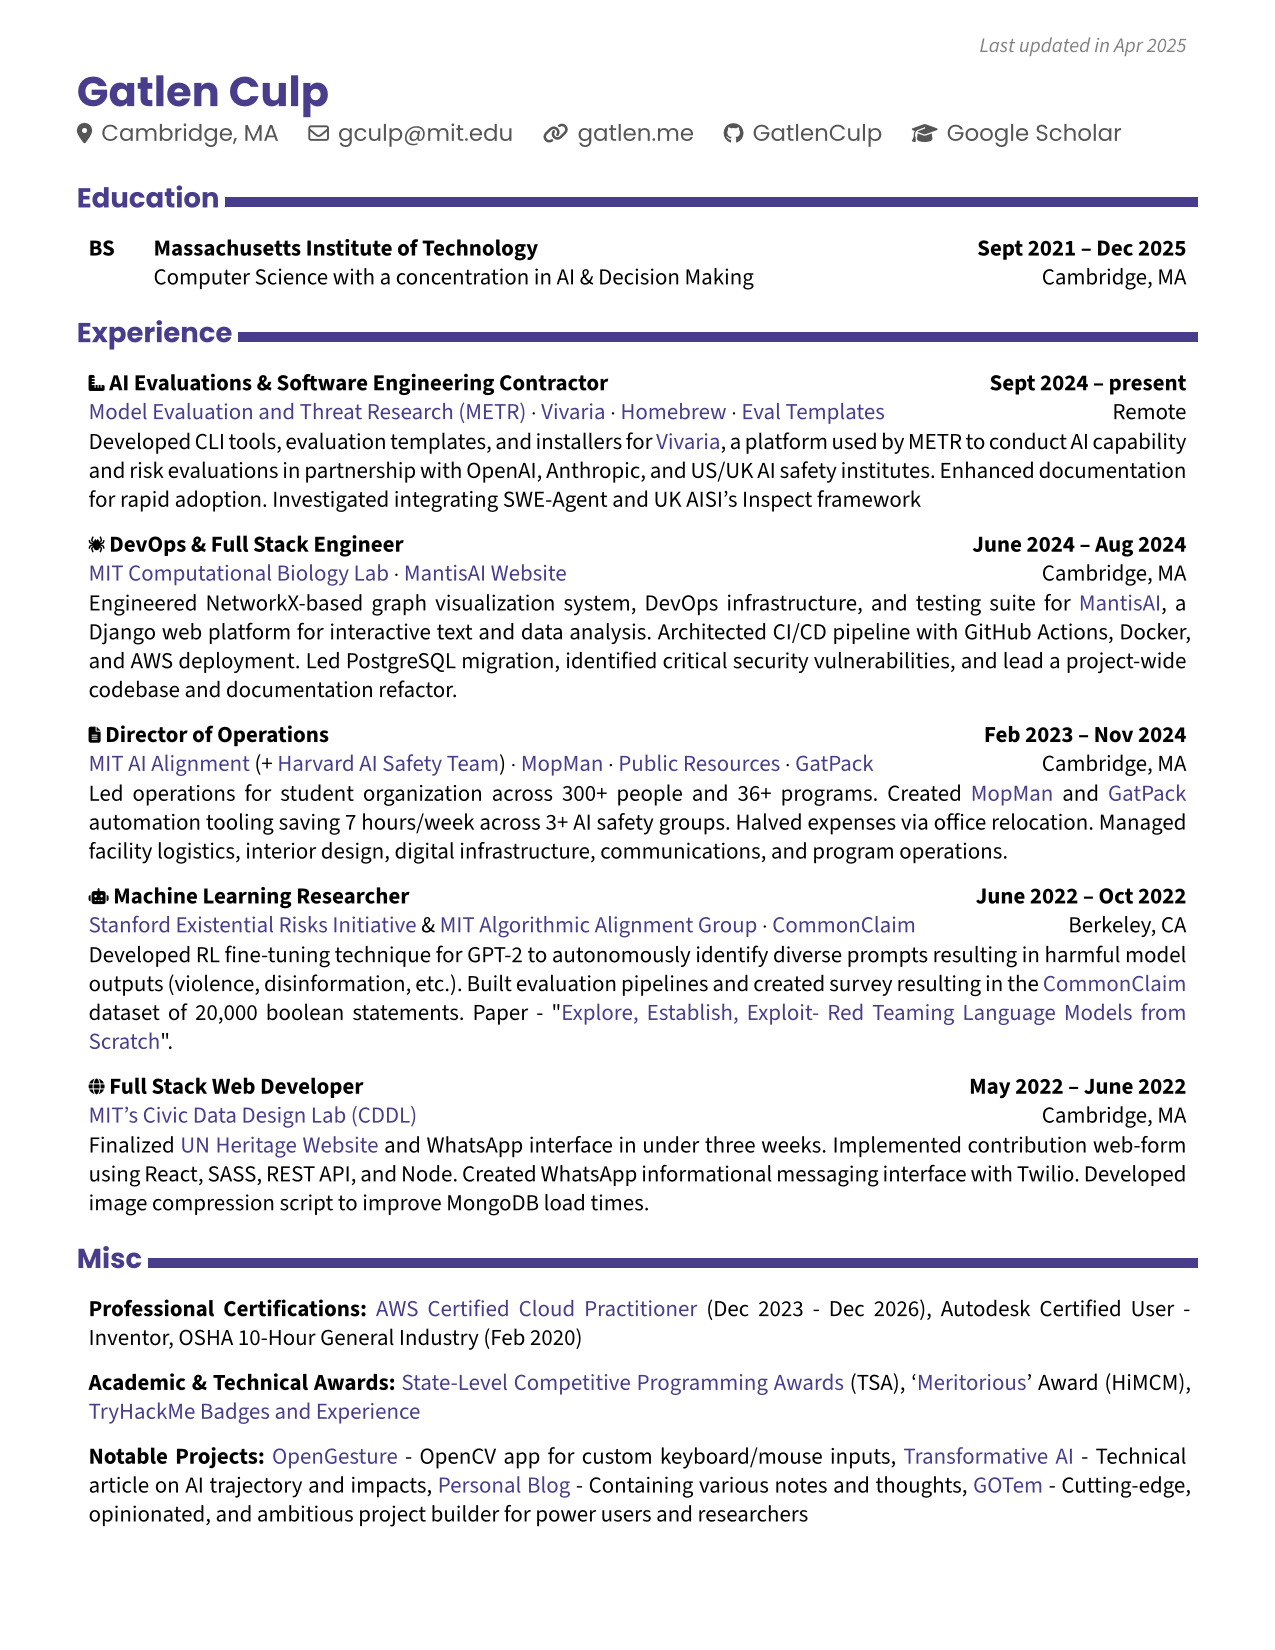 Last updated in Apr 2025
Gatlen Culp
Cambridge, MA gculp@mit.edu gatlen.me GatlenCulp Google Scholar
Education
BS Massachusetts Institute of Technology Sept 2021 – Dec 2025
Computer Science with a concentration in AI & Decision Making Cambridge, MA
Experience
AI Evaluations & Software Engineering Contractor Sept 2024 – present
Model Evaluation and Threat Research (METR) · Vivaria · Homebrew · Eval Templates Remote
Developed CLI tools, evaluation templates, and installers for Vivaria, a platform used by METR to conduct AI capability
and risk evaluations in partnership with OpenAI, Anthropic, and US/UK AI safety institutes. Enhanced documentation
for rapid adoption. Investigated integrating SWE-Agent and UK AISI’s Inspect framework
DevOps & Full Stack Engineer June 2024 – Aug 2024
MIT Computational Biology Lab · MantisAI Website Cambridge, MA
Engineered NetworkX-based graph visualization system, DevOps infrastructure, and testing suite for MantisAI, a
Django web platform for interactive text and data analysis. Architected CI/CD pipeline with GitHub Actions, Docker,
and AWS deployment. Led PostgreSQL migration, identified critical security vulnerabilities, and lead a project-wide
codebase and documentation refactor.
Director of Operations Feb 2023 – Nov 2024
MIT AI Alignment (+ Harvard AI Safety Team) · MopMan · Public Resources · GatPack Cambridge, MA
Led operations for student organization across 300+ people and 36+ programs. Created MopMan and GatPack
automation tooling saving 7 hours/week across 3+ AI safety groups. Halved expenses via office relocation. Managed
facility logistics, interior design, digital infrastructure, communications, and program operations.
Machine Learning Researcher June 2022 – Oct 2022
Stanford Existential Risks Initiative & MIT Algorithmic Alignment Group · CommonClaim Berkeley, CA
Developed RL fine-tuning technique for GPT-2 to autonomously identify diverse prompts resulting in harmful model
outputs (violence, disinformation, etc.). Built evaluation pipelines and created survey resulting in the CommonClaim
dataset of 20,000 boolean statements. Paper - "Explore, Establish, Exploit- Red Teaming Language Models from
Scratch".
Full Stack Web Developer May 2022 – June 2022
MIT’s Civic Data Design Lab (CDDL) Cambridge, MA
Finalized UN Heritage Website and WhatsApp interface in under three weeks. Implemented contribution web-form
using React, SASS, REST API, and Node. Created WhatsApp informational messaging interface with Twilio. Developed
image compression script to improve MongoDB load times.
Misc
Professional Certifications: AWS Certified Cloud Practitioner (Dec 2023 - Dec 2026), Autodesk Certified User -
Inventor, OSHA 10-Hour General Industry (Feb 2020)
Academic & Technical Awards: State-Level Competitive Programming Awards (TSA), ‘Meritorious’ Award (HiMCM),
TryHackMe Badges and Experience
Notable Projects: OpenGesture - OpenCV app for custom keyboard/mouse inputs, Transformative AI - Technical
article on AI trajectory and impacts, Personal Blog - Containing various notes and thoughts, GOTem - Cutting-edge,
opinionated, and ambitious project builder for power users and researchers